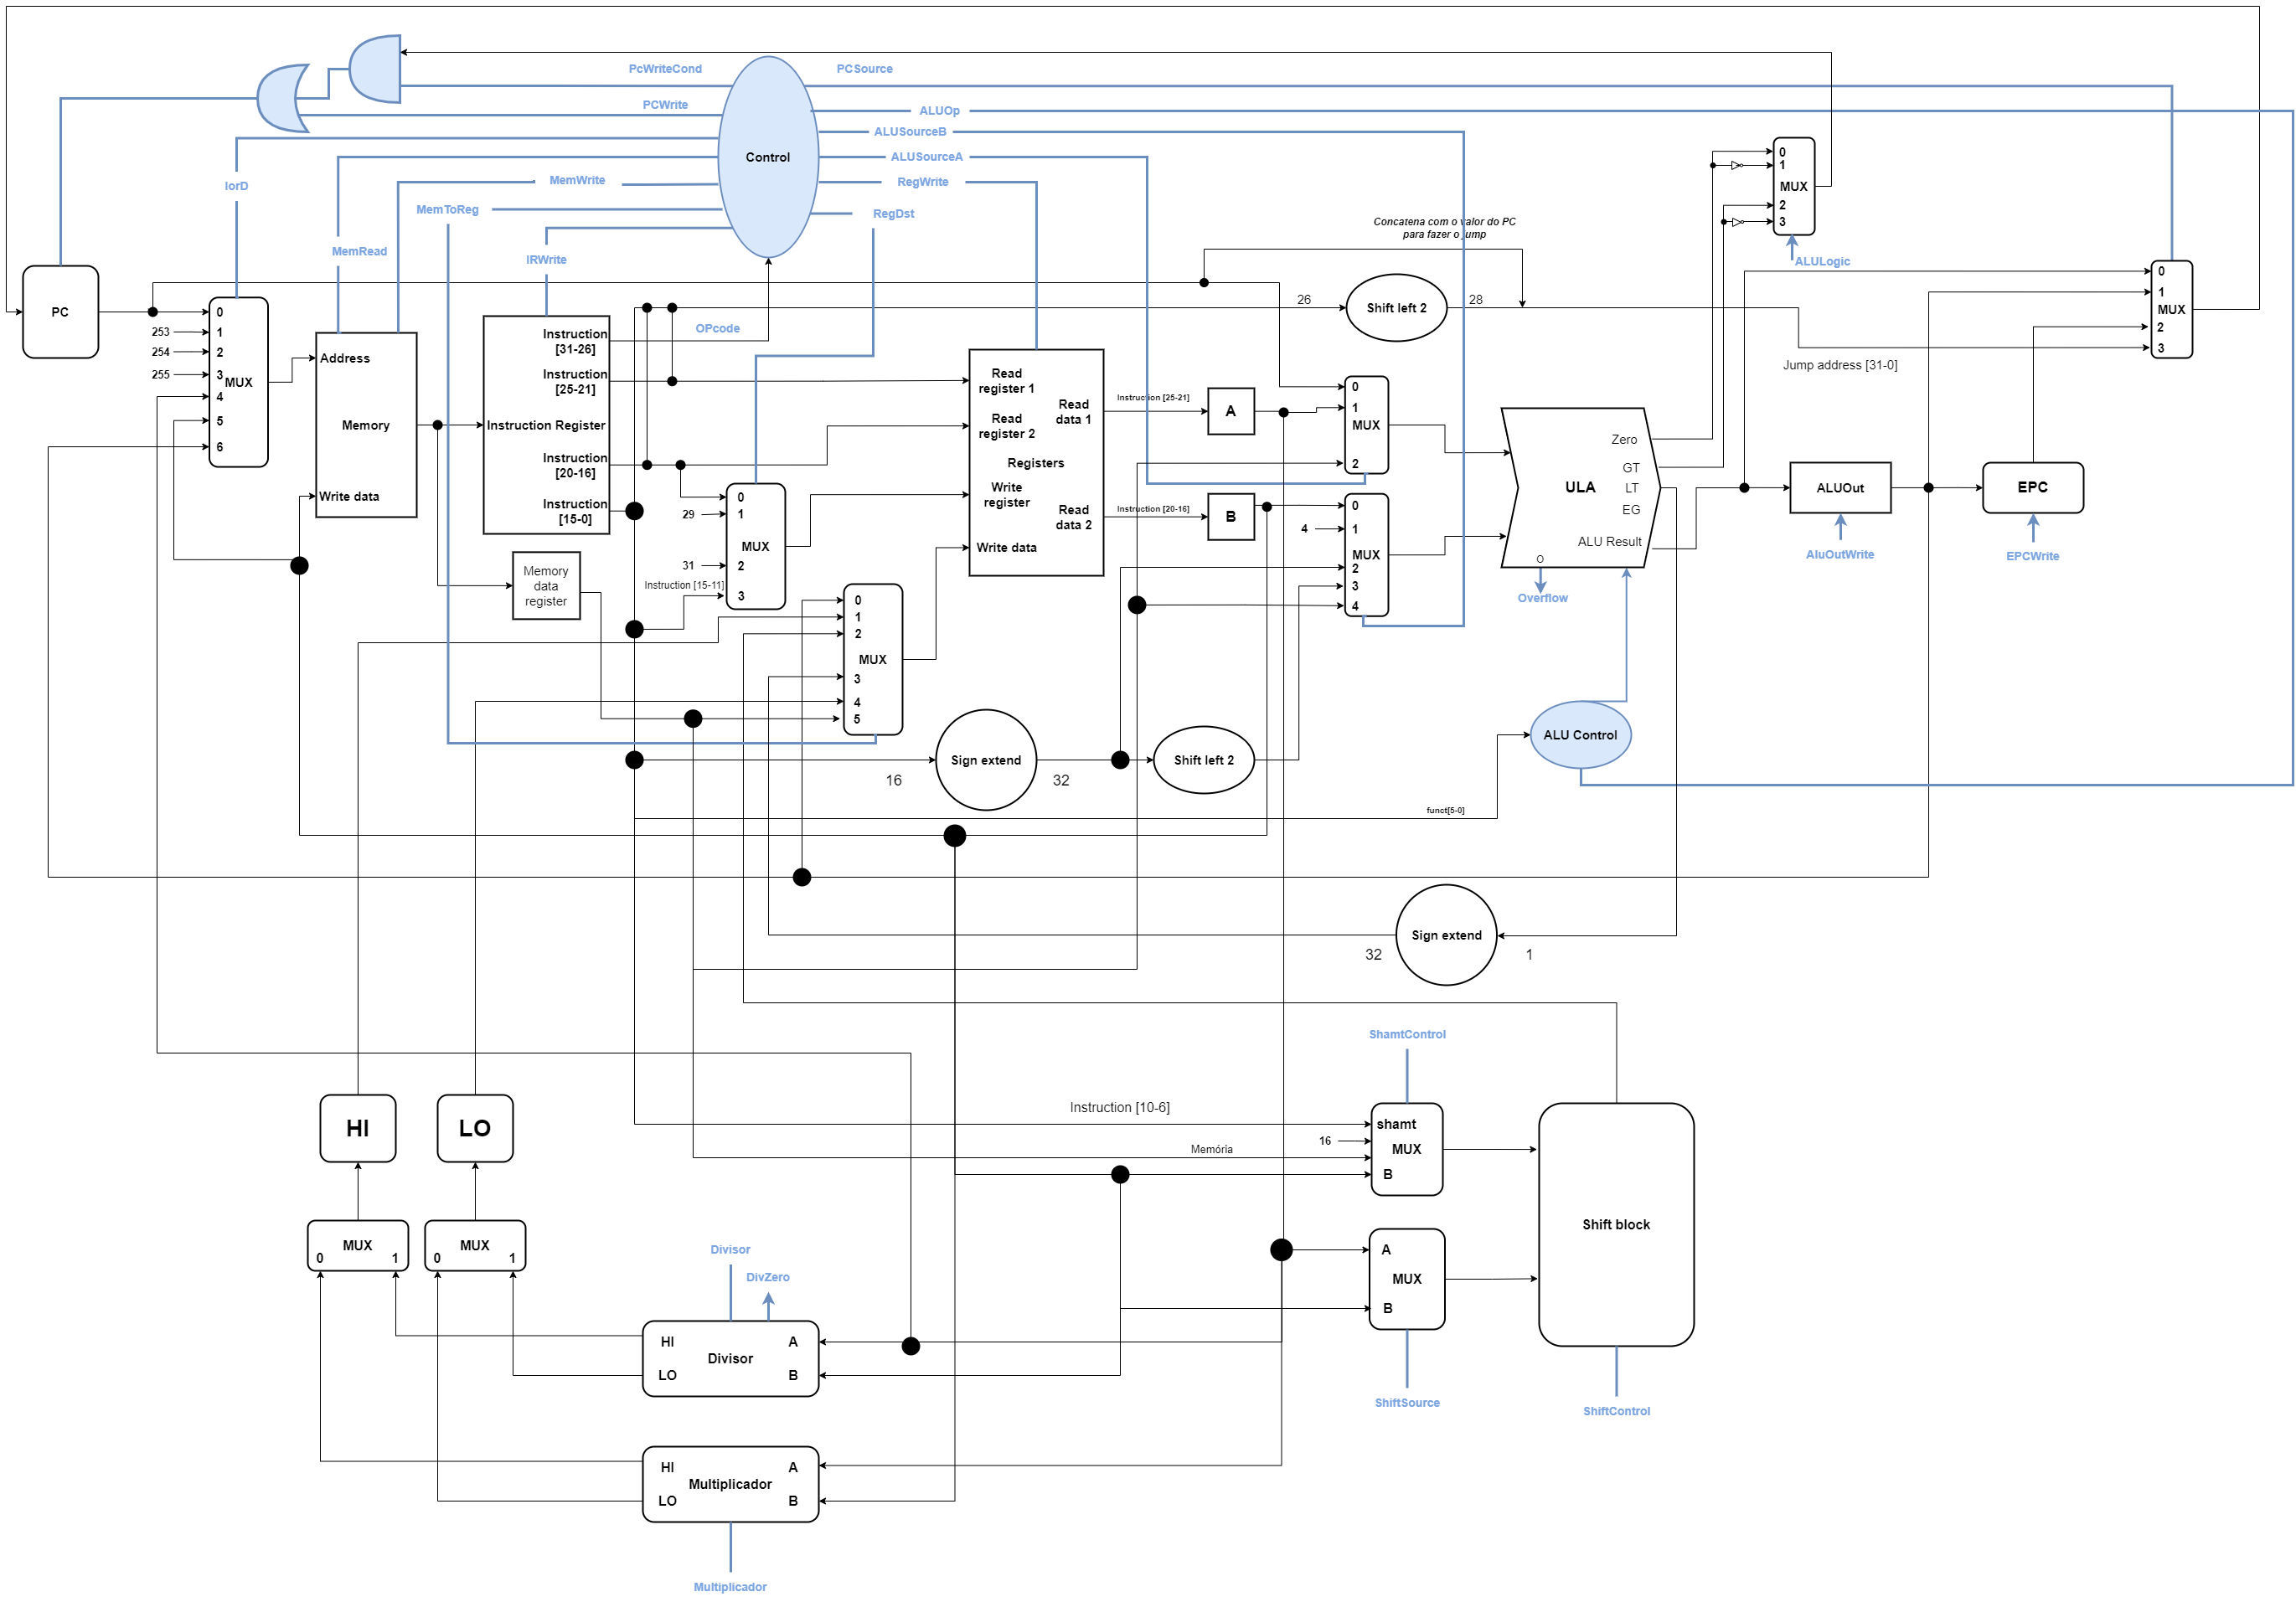 PcWriteCond
PCSource
PCWrite
ALUOp
ALUSourceB
Control
ALUSourceA
IorD
MemWrite
RegWrite
MemToReg
RegDst
MemRead
IRWrite
Concatena com o valor do PC
para fazer o jump
0
1
MUX
2
3
ALULogic
PC
0
253
1
254
2
255
3
MUX
4
5
6
Address
Memory
Write data
Instruction
[31-26]
OPcode
Instruction
[25-21]
Instruction Register
Instruction
[20-16]
Instruction
[15-0]
26
Shift left 2
28
0
1
MUX
2
3
Jump address [31-0]
Read
register 1
Read
data 1
Read
register 2
Registers
Write
register
Read
data 2
Write data
Instruction [25-21]
A
0
1
MUX
2
Instruction [20-16]
B
0
4
1
MUX
2
3
4
Zero
GT
ULA
LT
EG
ALU Result
O
Overflow
ALUOut
AluOutWrite
EPC
EPCWrite
0
29
1
MUX
31
2
Instruction [15-11]
3
Memory
data
register
0
1
2
MUX
3
4
5
16
Sign extend
32
Shift left 2
ALU Control
funct[5-0]
32
Sign extend
1
ShamtControl
HI
LO
Instruction [10-6]
shamt
16
MUX
Memória
B
Shift block
MUX
0
1
MUX
0
1
A
MUX
B
ShiftSource
ShiftControl
Divisor
DivZero
HI
A
Divisor
LO
B
HI
A
Multiplicador
LO
B
Multiplicador